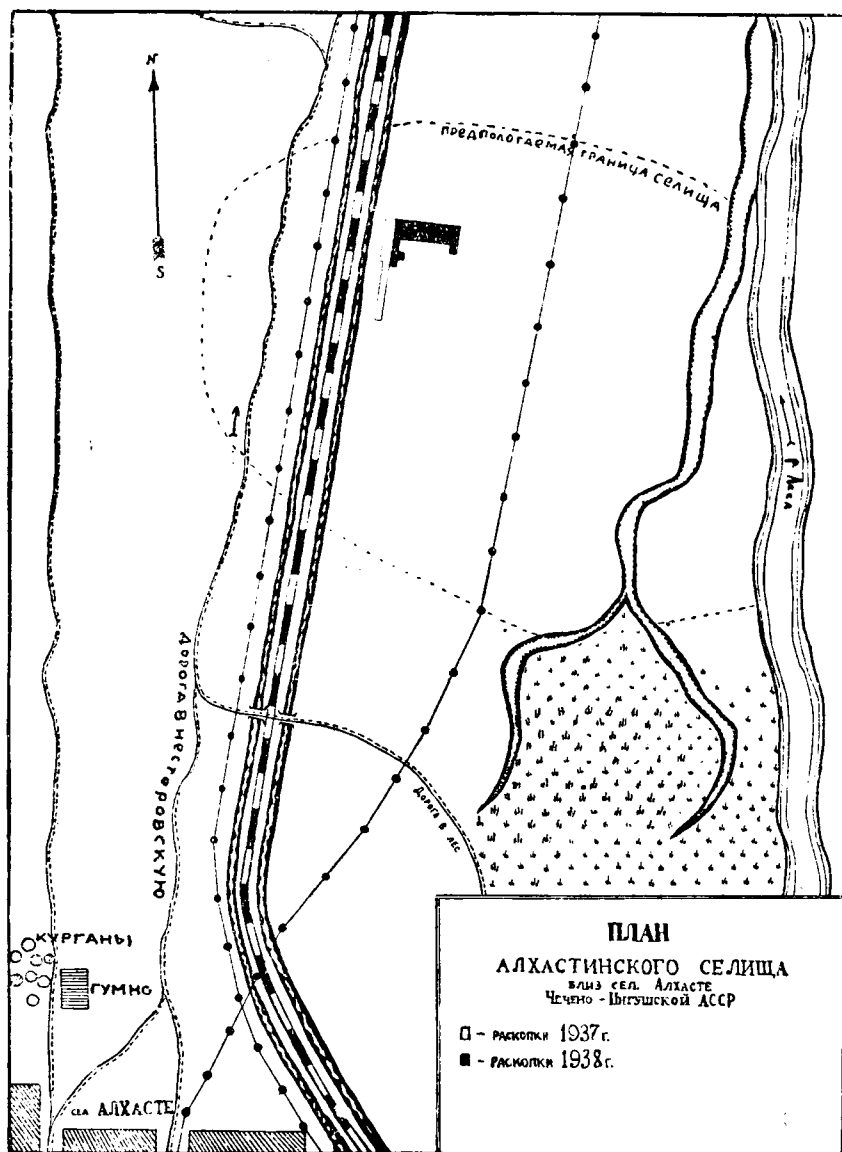 N
S
ПРЕДПОЛОГАЕМАЯ ГРАНИЦА СЕЛИЩА
Дорога в Нестеровскую
Дорога в лес
КУРГАНЫ
ГУМНО
СЕЛ АЛХАСТЕ
ПЛАН
АЛХАСТИНСКОГО СЕЛИЩА
БЛИЗ СЕЛ. АЛХАСТЕ
ЧЕЧЕНО-ИНГУШСКОЙ АССР
- РАСКОПКИ 1937 г.
- РАСКОПКИ 1938 г.